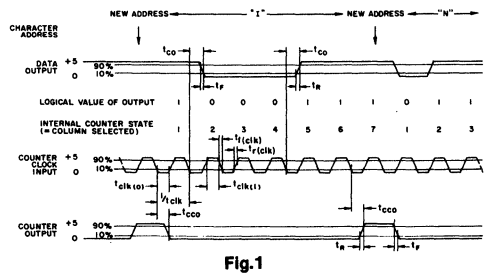 NEW ADDRESS "I" NEW ADDRESS "N"
CHARACTER ADDRESS
tCO tCO
DATA OUTPUT +5 90% 10% 0
tF tR
LOGICAL VALUE OF OUTPUT 1 0 0 0 1 1 1 0 1 1
INTERNAL COUNTER STATE (= COLUMN SELECTED) 1 2 3 4 5 6 7 1 2 3
tf(clk)
tr(clk)
COUNTER CLOCK INPUT +5 90% 10% 0
tclk(0) tclk(1)
1/tclk
tCCO tCCO
COUNTER OUTPUT +5 90% 10% 0
tR tF
Fig.1